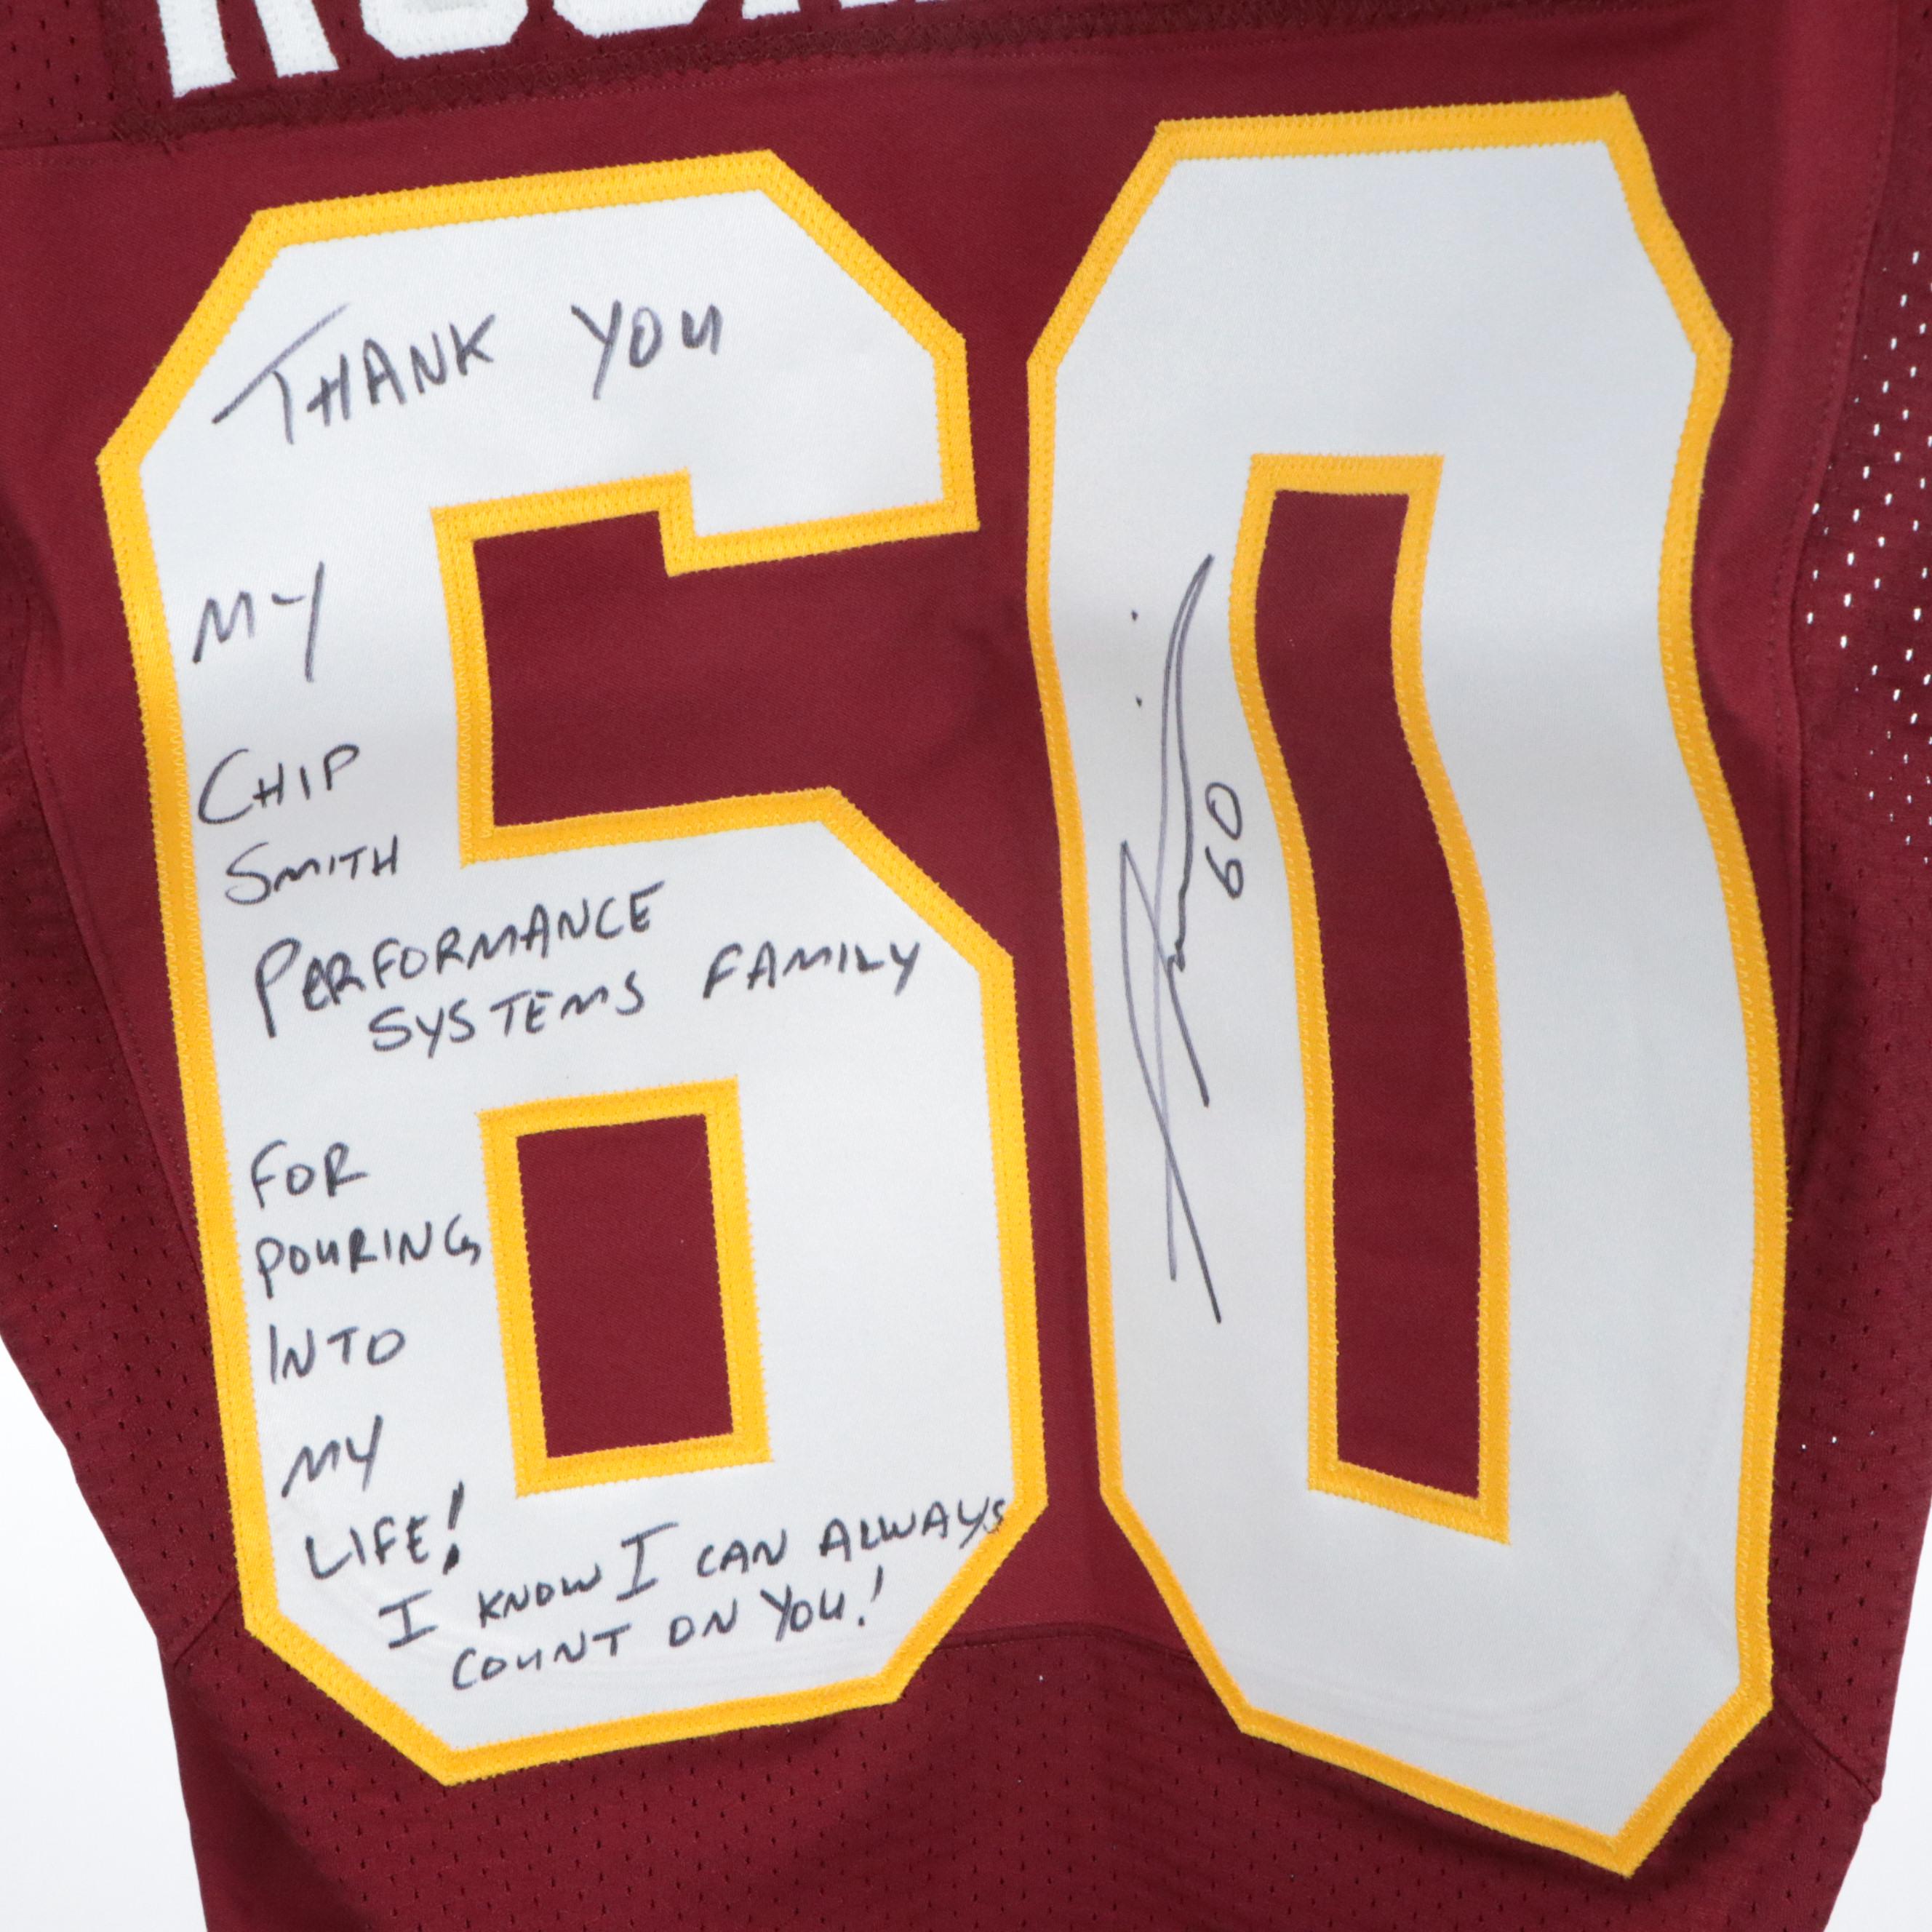 60
THANK YOU
MY
CHIP
SMITH
PERFORMANCE
SYSTEMS FAMILY
FOR
POURING
INTO
MY
LIFE!
I KNOW I CAN ALWAYS
COUNT ON YOU!
60